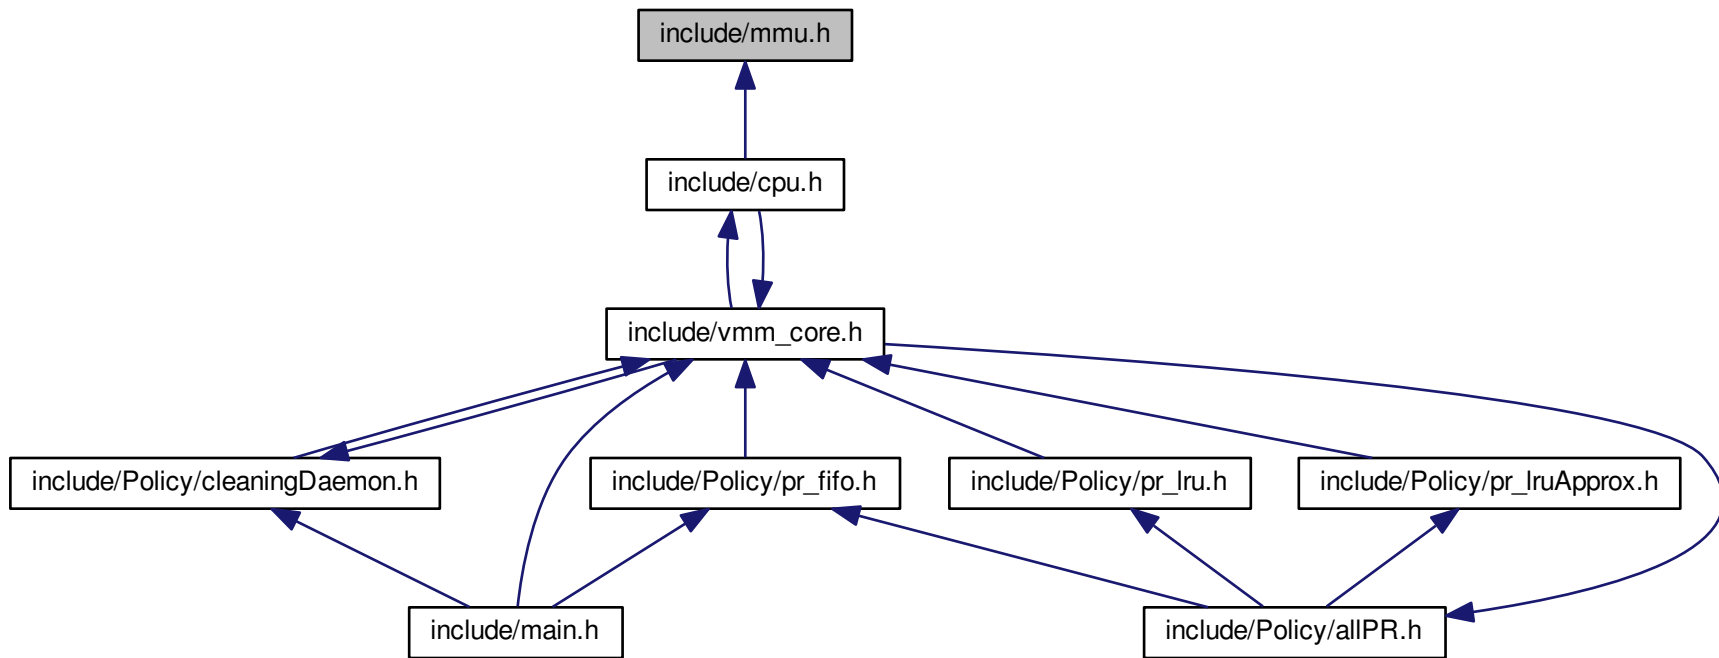 include/mmu.h
include/cpu.h
include/vmm_core.h
include/Policy/cleaningDaemon.h
include/Policy/pr_fifo.h
include/Policy/pr_lru.h
include/Policy/pr_lruApprox.h
include/main.h
include/Policy/allPR.h